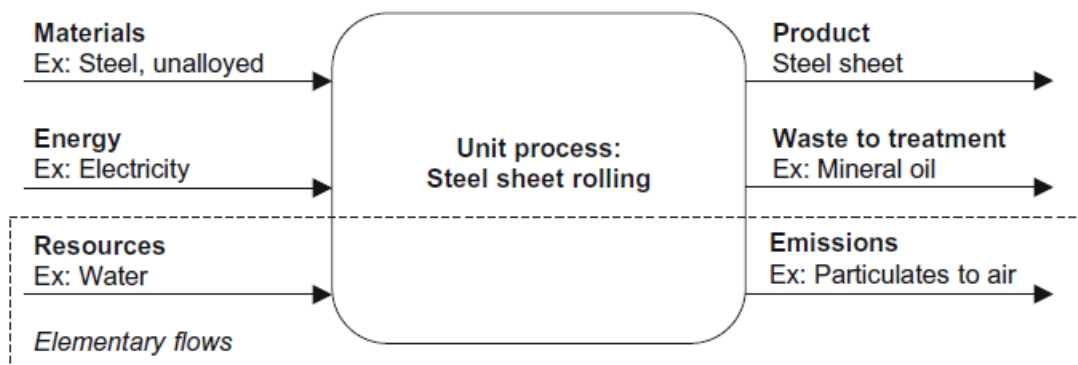 Materials
Ex: Steel, unalloyed
Energy
Ex: Electricity
Resources
Ex: Water
Elementary flows
Unit process:
Steel sheet rolling
Product
Steel sheet
Waste to treatment
Ex: Mineral oil
Emissions
Ex: Particulates to air